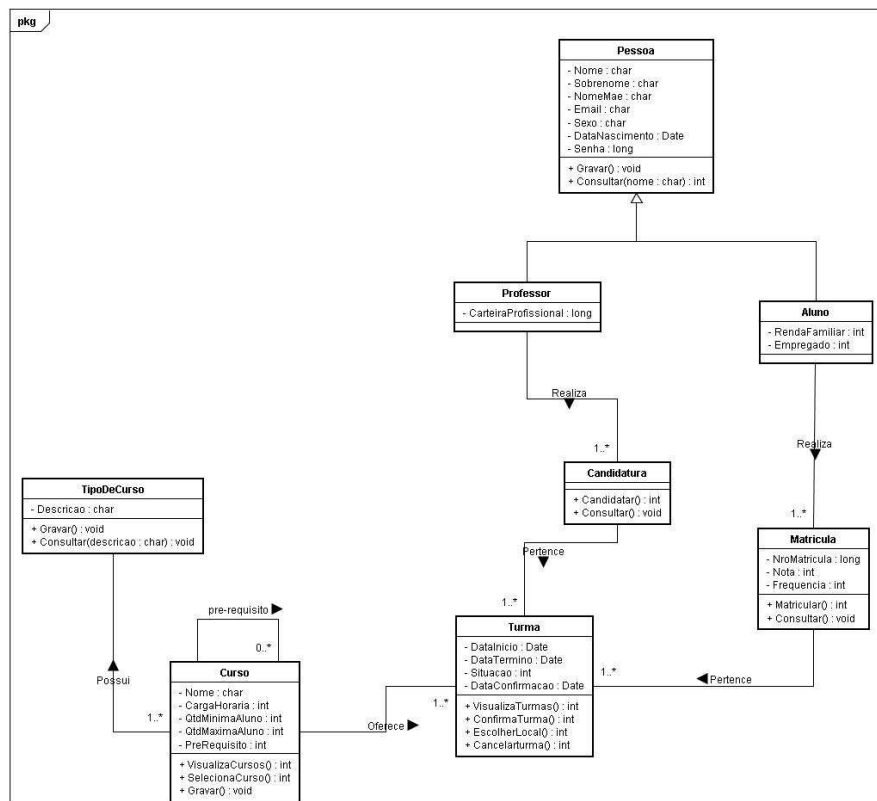 pkg
Pessoa
- Nome : char
- Sobrenome : char
- NomeMae : char
- Email : char
- Sexo : char
- DataNascimento : Date
- Senha : long
+ Gravar() : void
+ Consultar(nome : char) : int
Professor
- CarteiraProfissional : long
Aluno
- RendaFamiliar : int
- Empregado : int
Realiza
1..*
Realiza
1..*
Candidatura
+ Candidatar() : int
+ Consultar() : void
Pertence
1..*
TipoDeCurso
- Descricao : char
+ Gravar() : void
+ Consultar(descricao : char) : void
Matricula
- NroMatricula : long
- Nota : int
- Frequencia : int
+ Matricular() : int
+ Consultar() : void
pre-requisito
0..*
Possui
1..*
Curso
- Nome : char
- CargaHoraria : int
- QtdMinimaAluno : int
- QtdMaximaAluno : int
- PreRequisito : int
+ VisualizaCursos() : int
+ SelecionaCurso() : int
+ Gravar() : void
Oferece
1..*
Turma
- DataInicio : Date
- DataTermino : Date
- Situacao : int
- DataConfirmacao : Date
+ VisualizaTurmas() : int
+ ConfirmaTurma() : int
+ EscolherLocal() : int
+ Cancelarturma() : int
1..*
Pertence